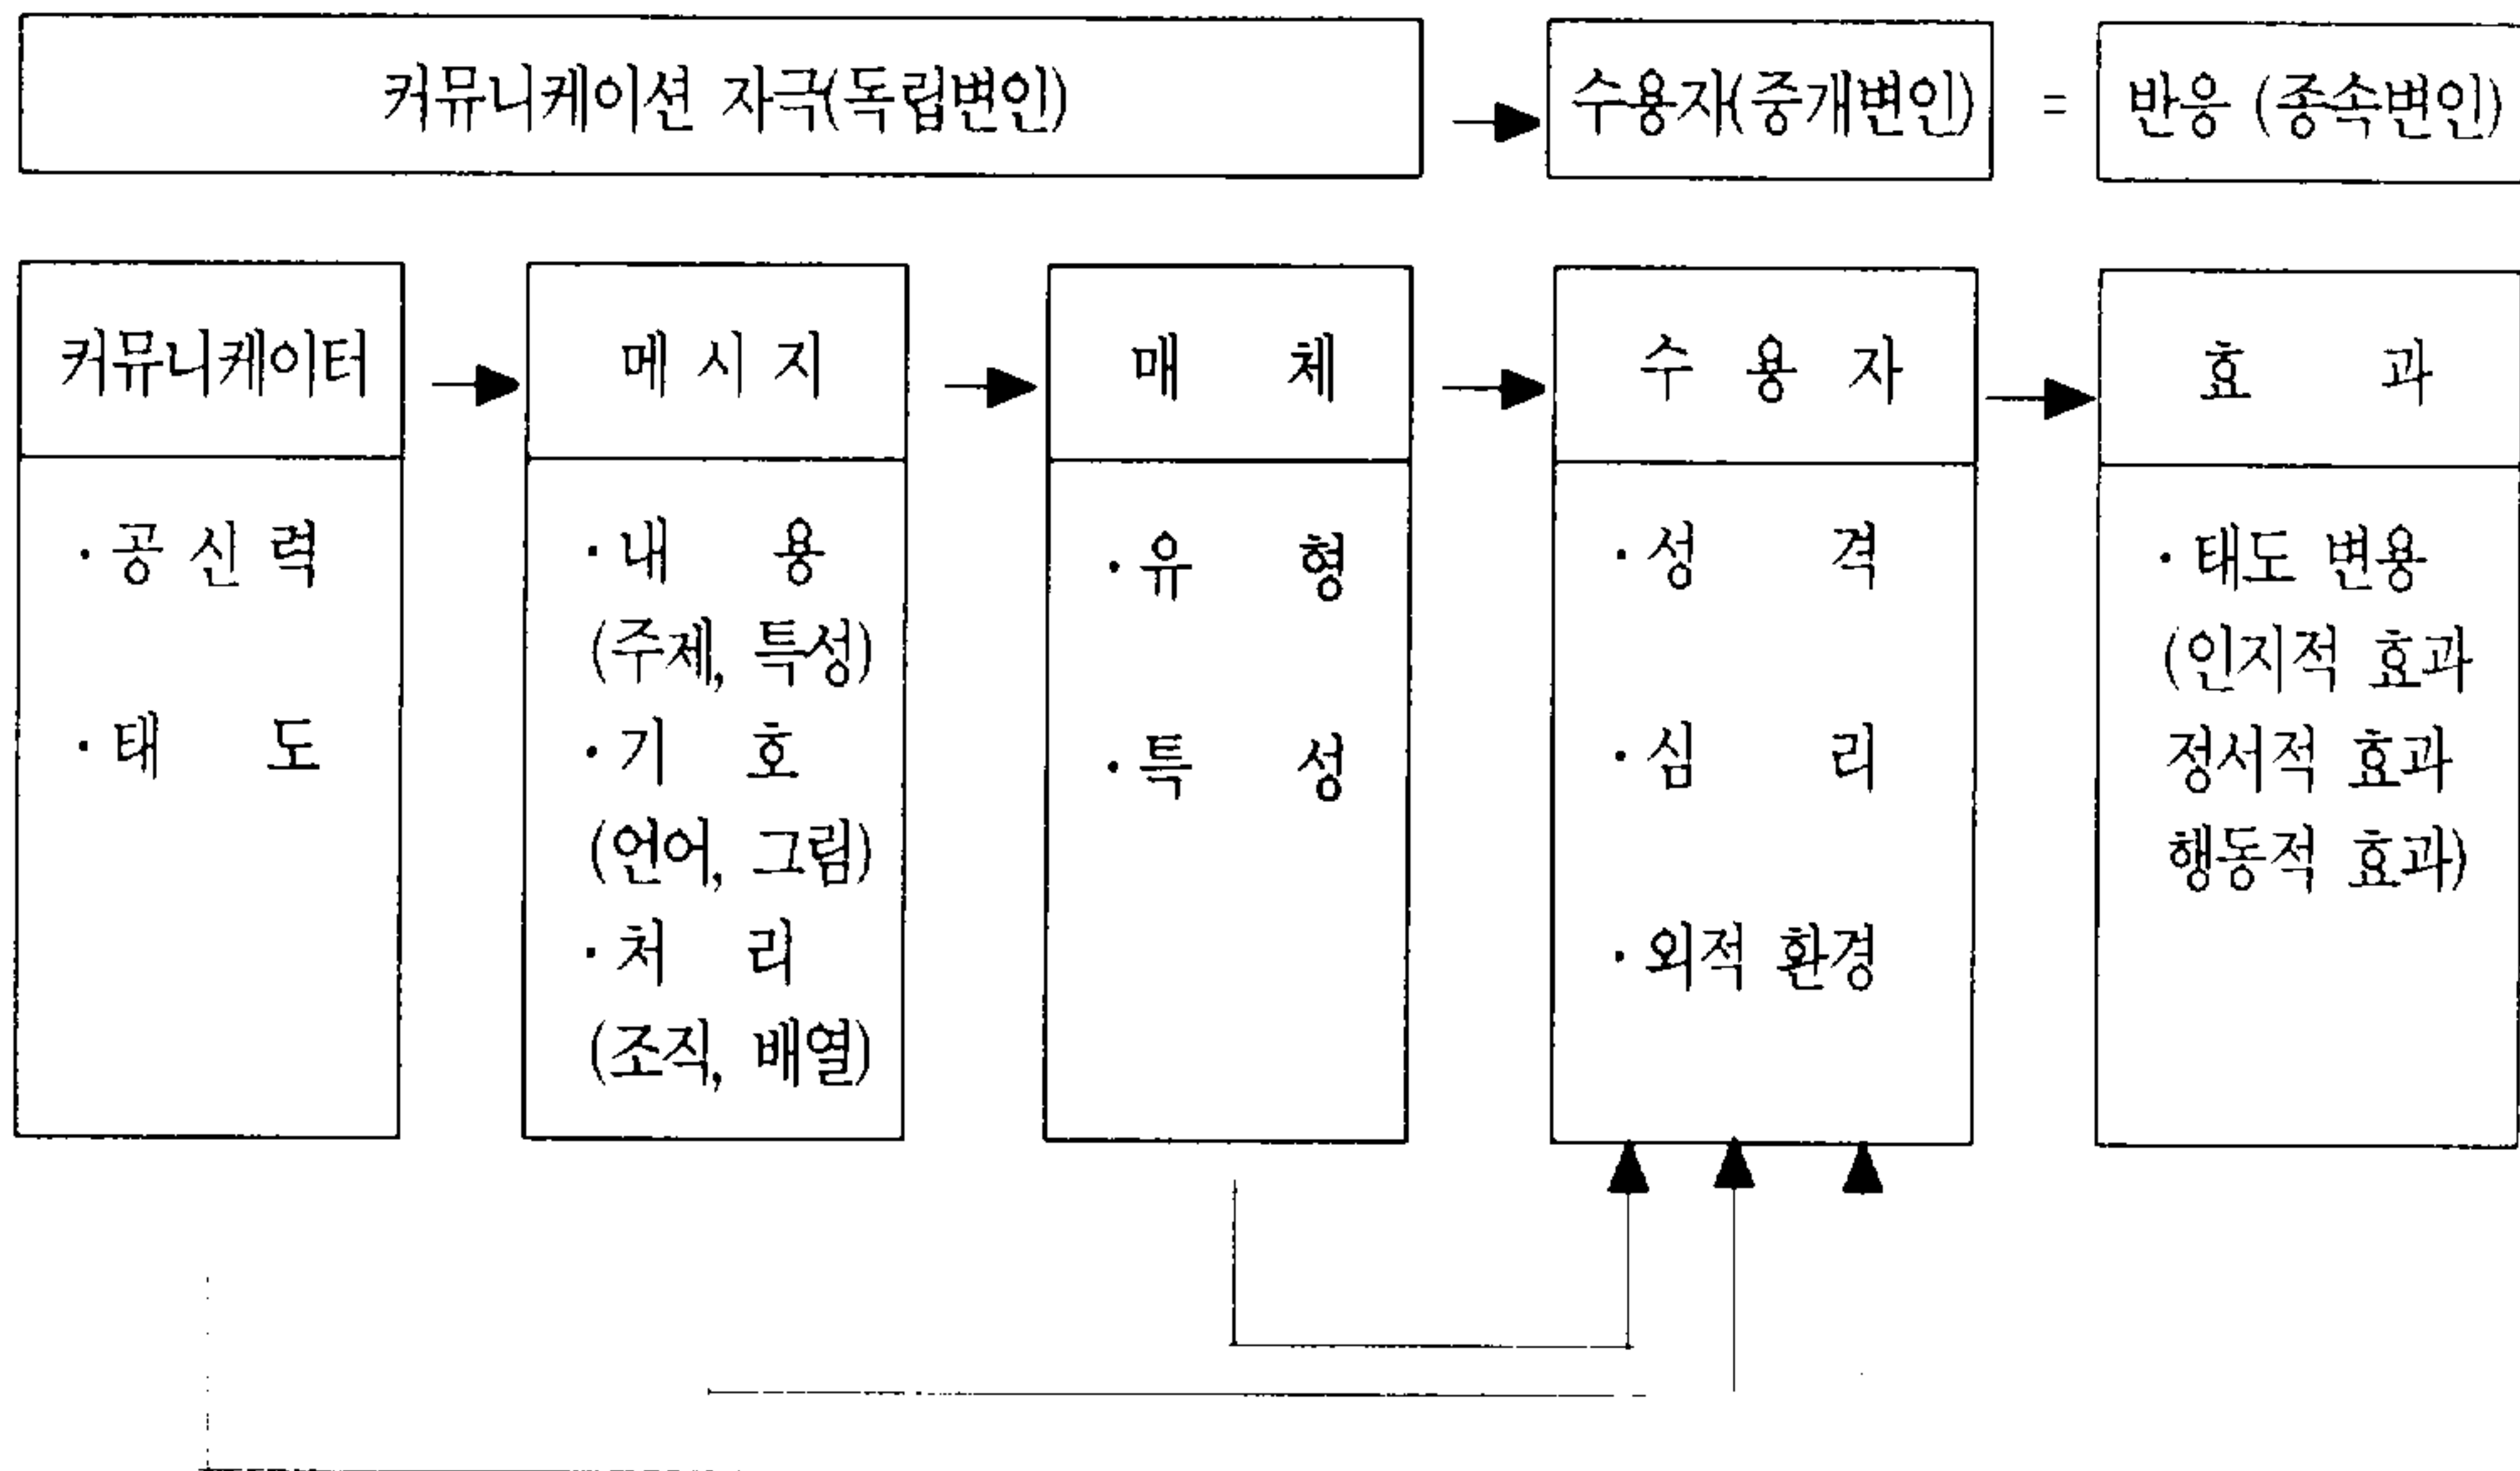 커뮤니케이션 자극(독립변인)
수용자(중개변인)
=
반응 (종속변인)
커뮤니케이터
· 공 신 력
· 태 도
메 시 지
· 내 용
(주제, 특성)
· 기 호
(언어, 그림)
· 처 리
(조직, 배열)
매 체
· 유 형
· 특 성
수 용 자
· 성 격
· 심 리
· 외적 환경
효 과
· 태도 변용
(인지적 효과
정서적 효과
행동적 효과)